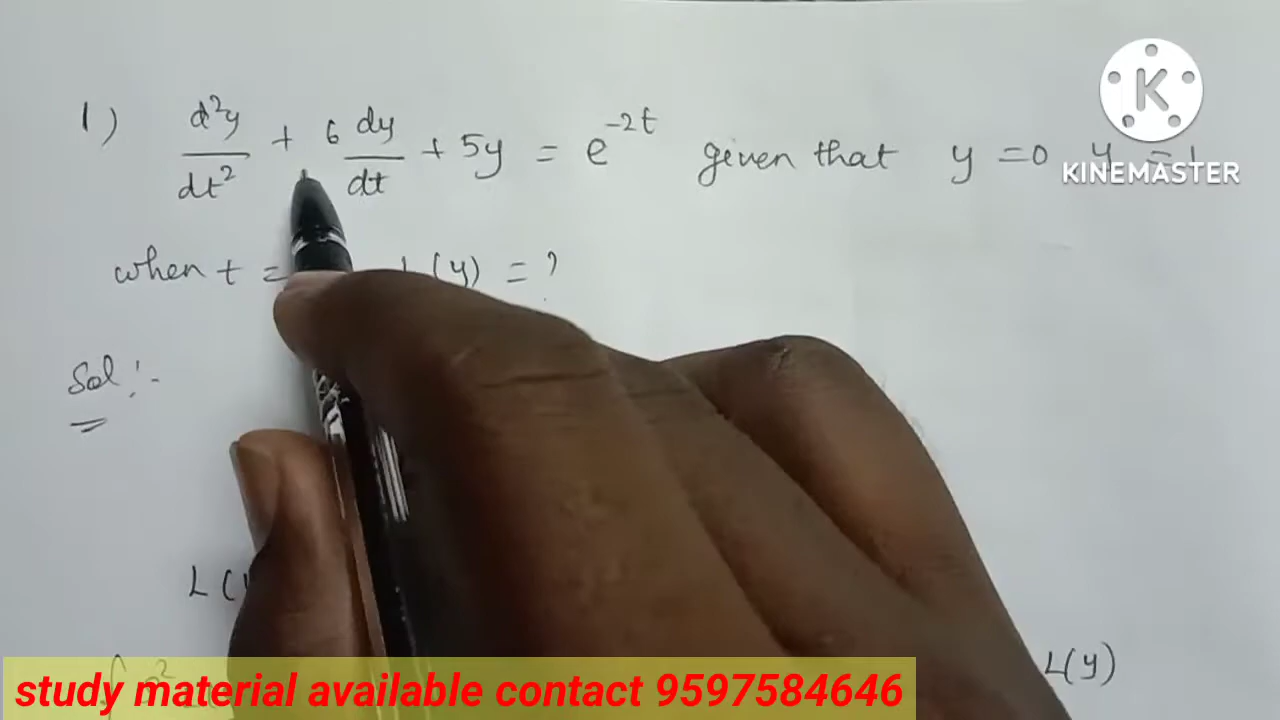 1) d²y/dt² + 6 dy/dt + 5y = e^-2t given that y = 0 y = 1
when t = L(y) = ?
Sol :-
L(
L(y)
K
KINEMASTER
study material available contact 9597584646